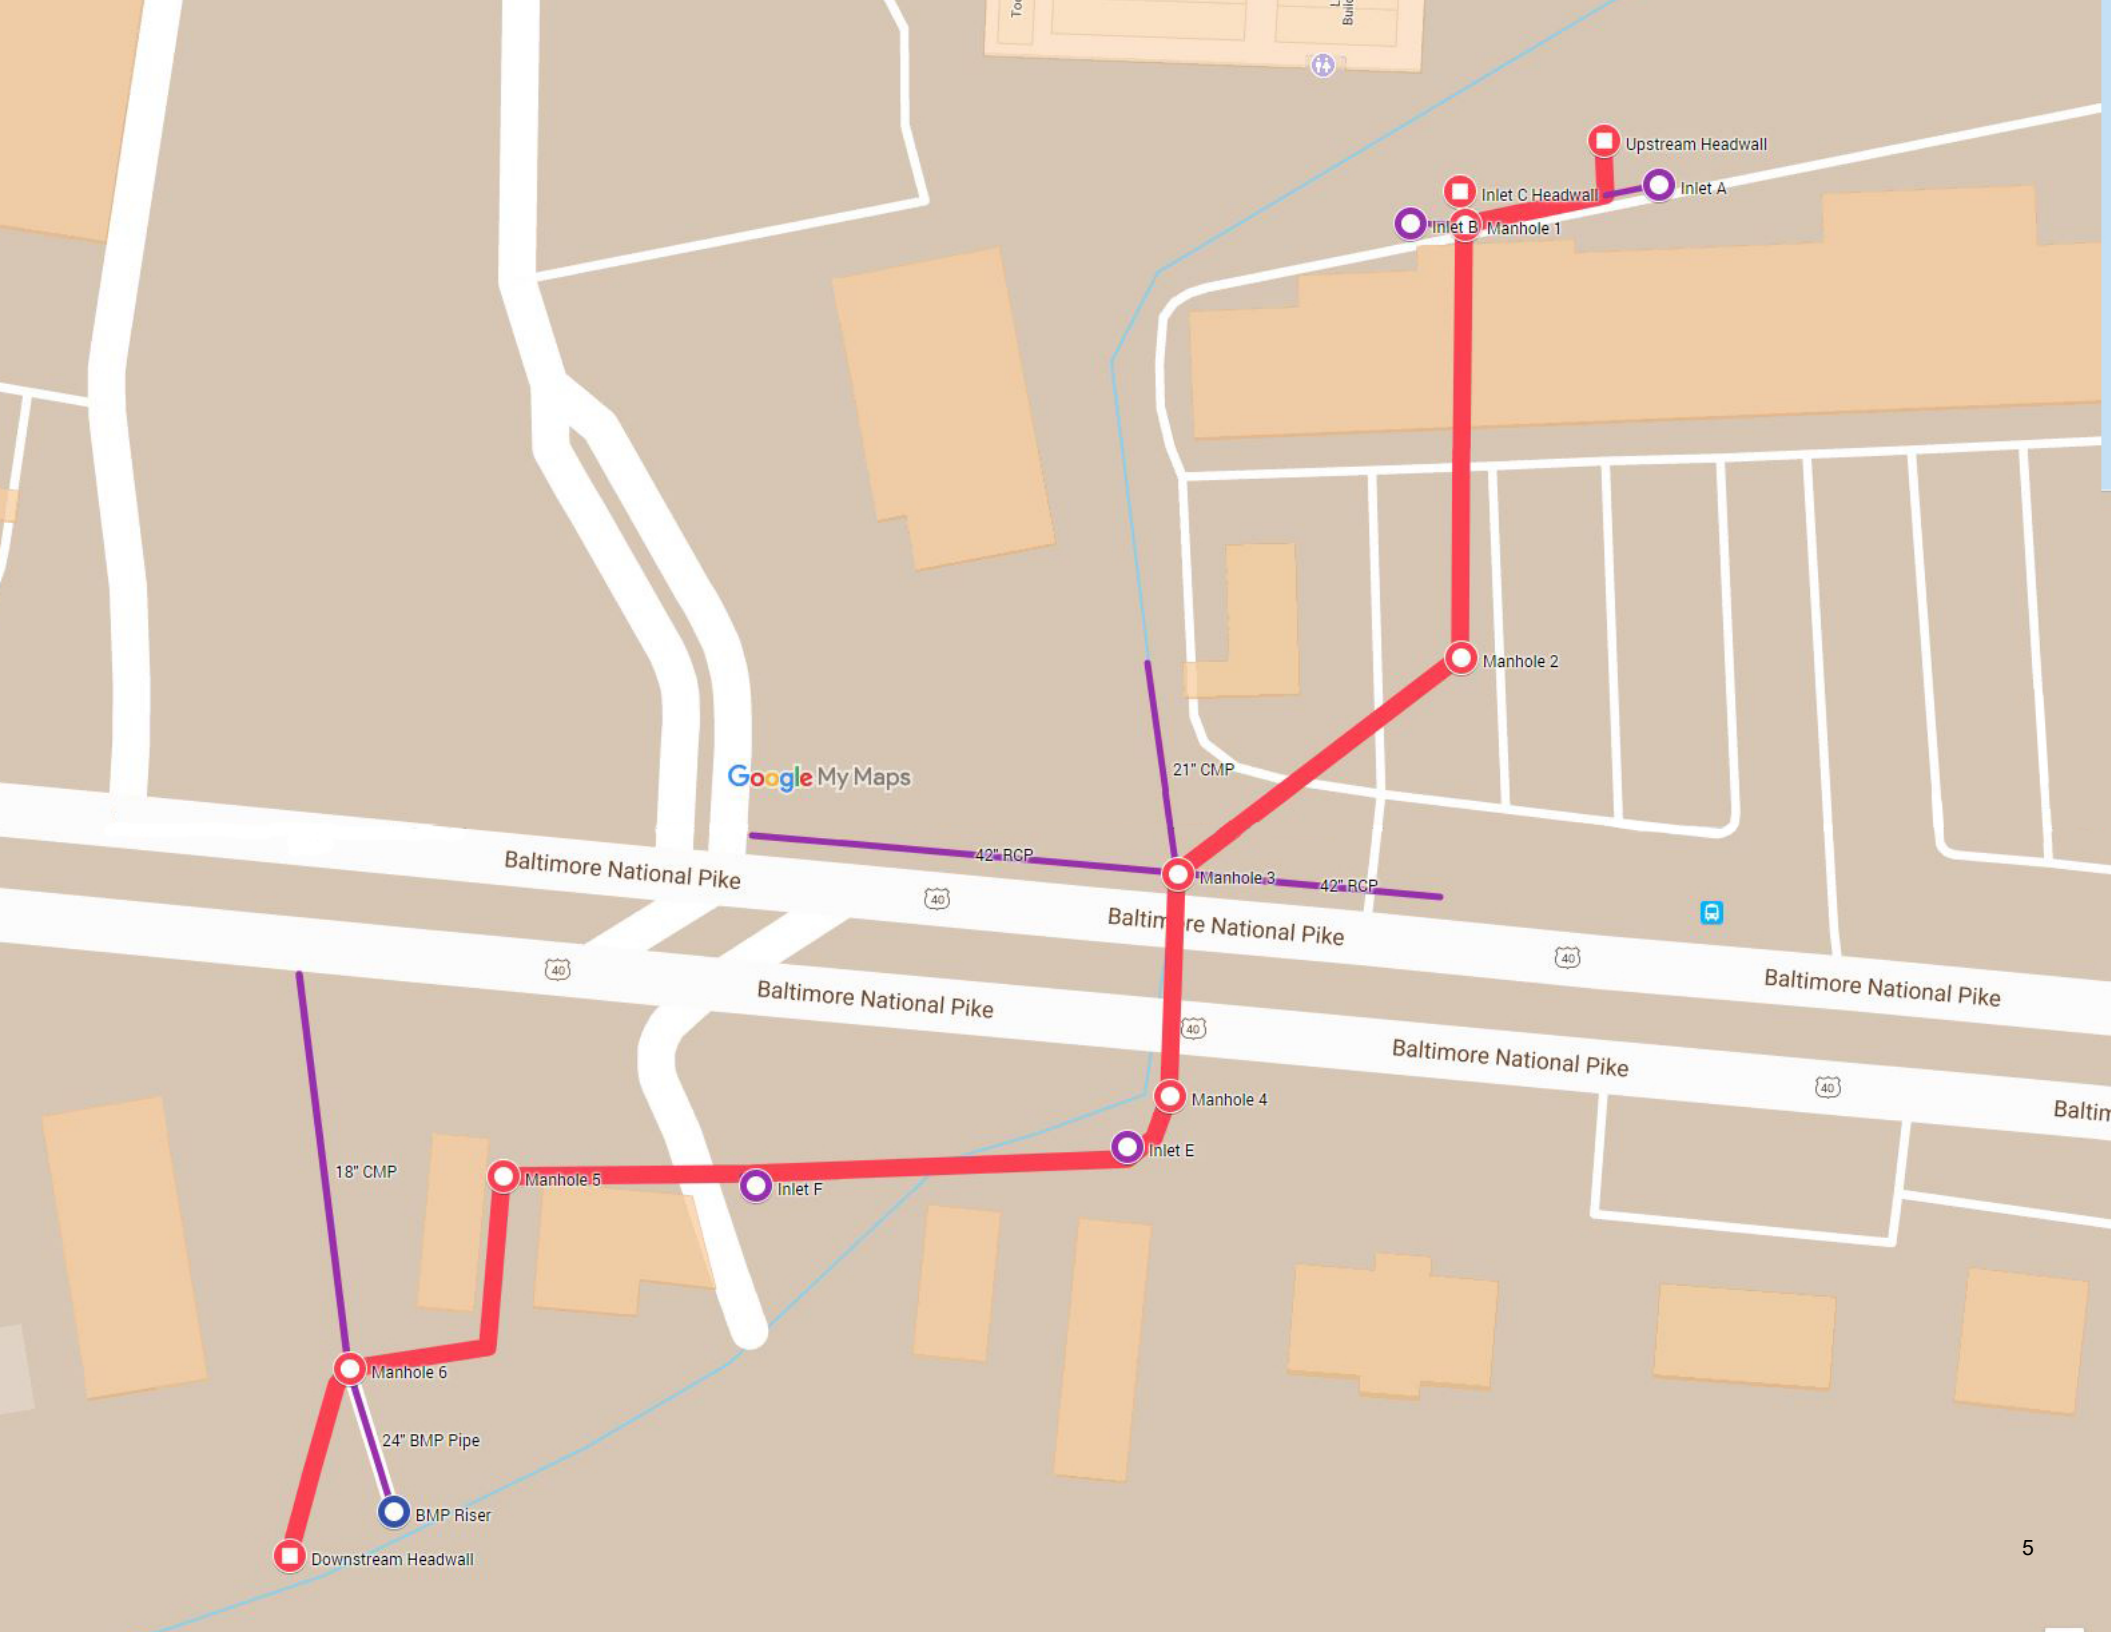 Upstream Headwall
Inlet C Headwall
Inlet A
Inlet B
Manhole 1
Manhole 2
21" CMP
Google My Maps
42" RCP
Manhole 3
42" RCP
Baltimore National Pike
40
Baltimore National Pike
40
40
Baltimore National Pike
Baltimore National Pike
40
Baltimore National Pike
40
Manhole 4
Baltim
Inlet E
18" CMP
Manhole 5
Inlet F
Manhole 6
24" BMP Pipe
BMP Riser
Downstream Headwall
5